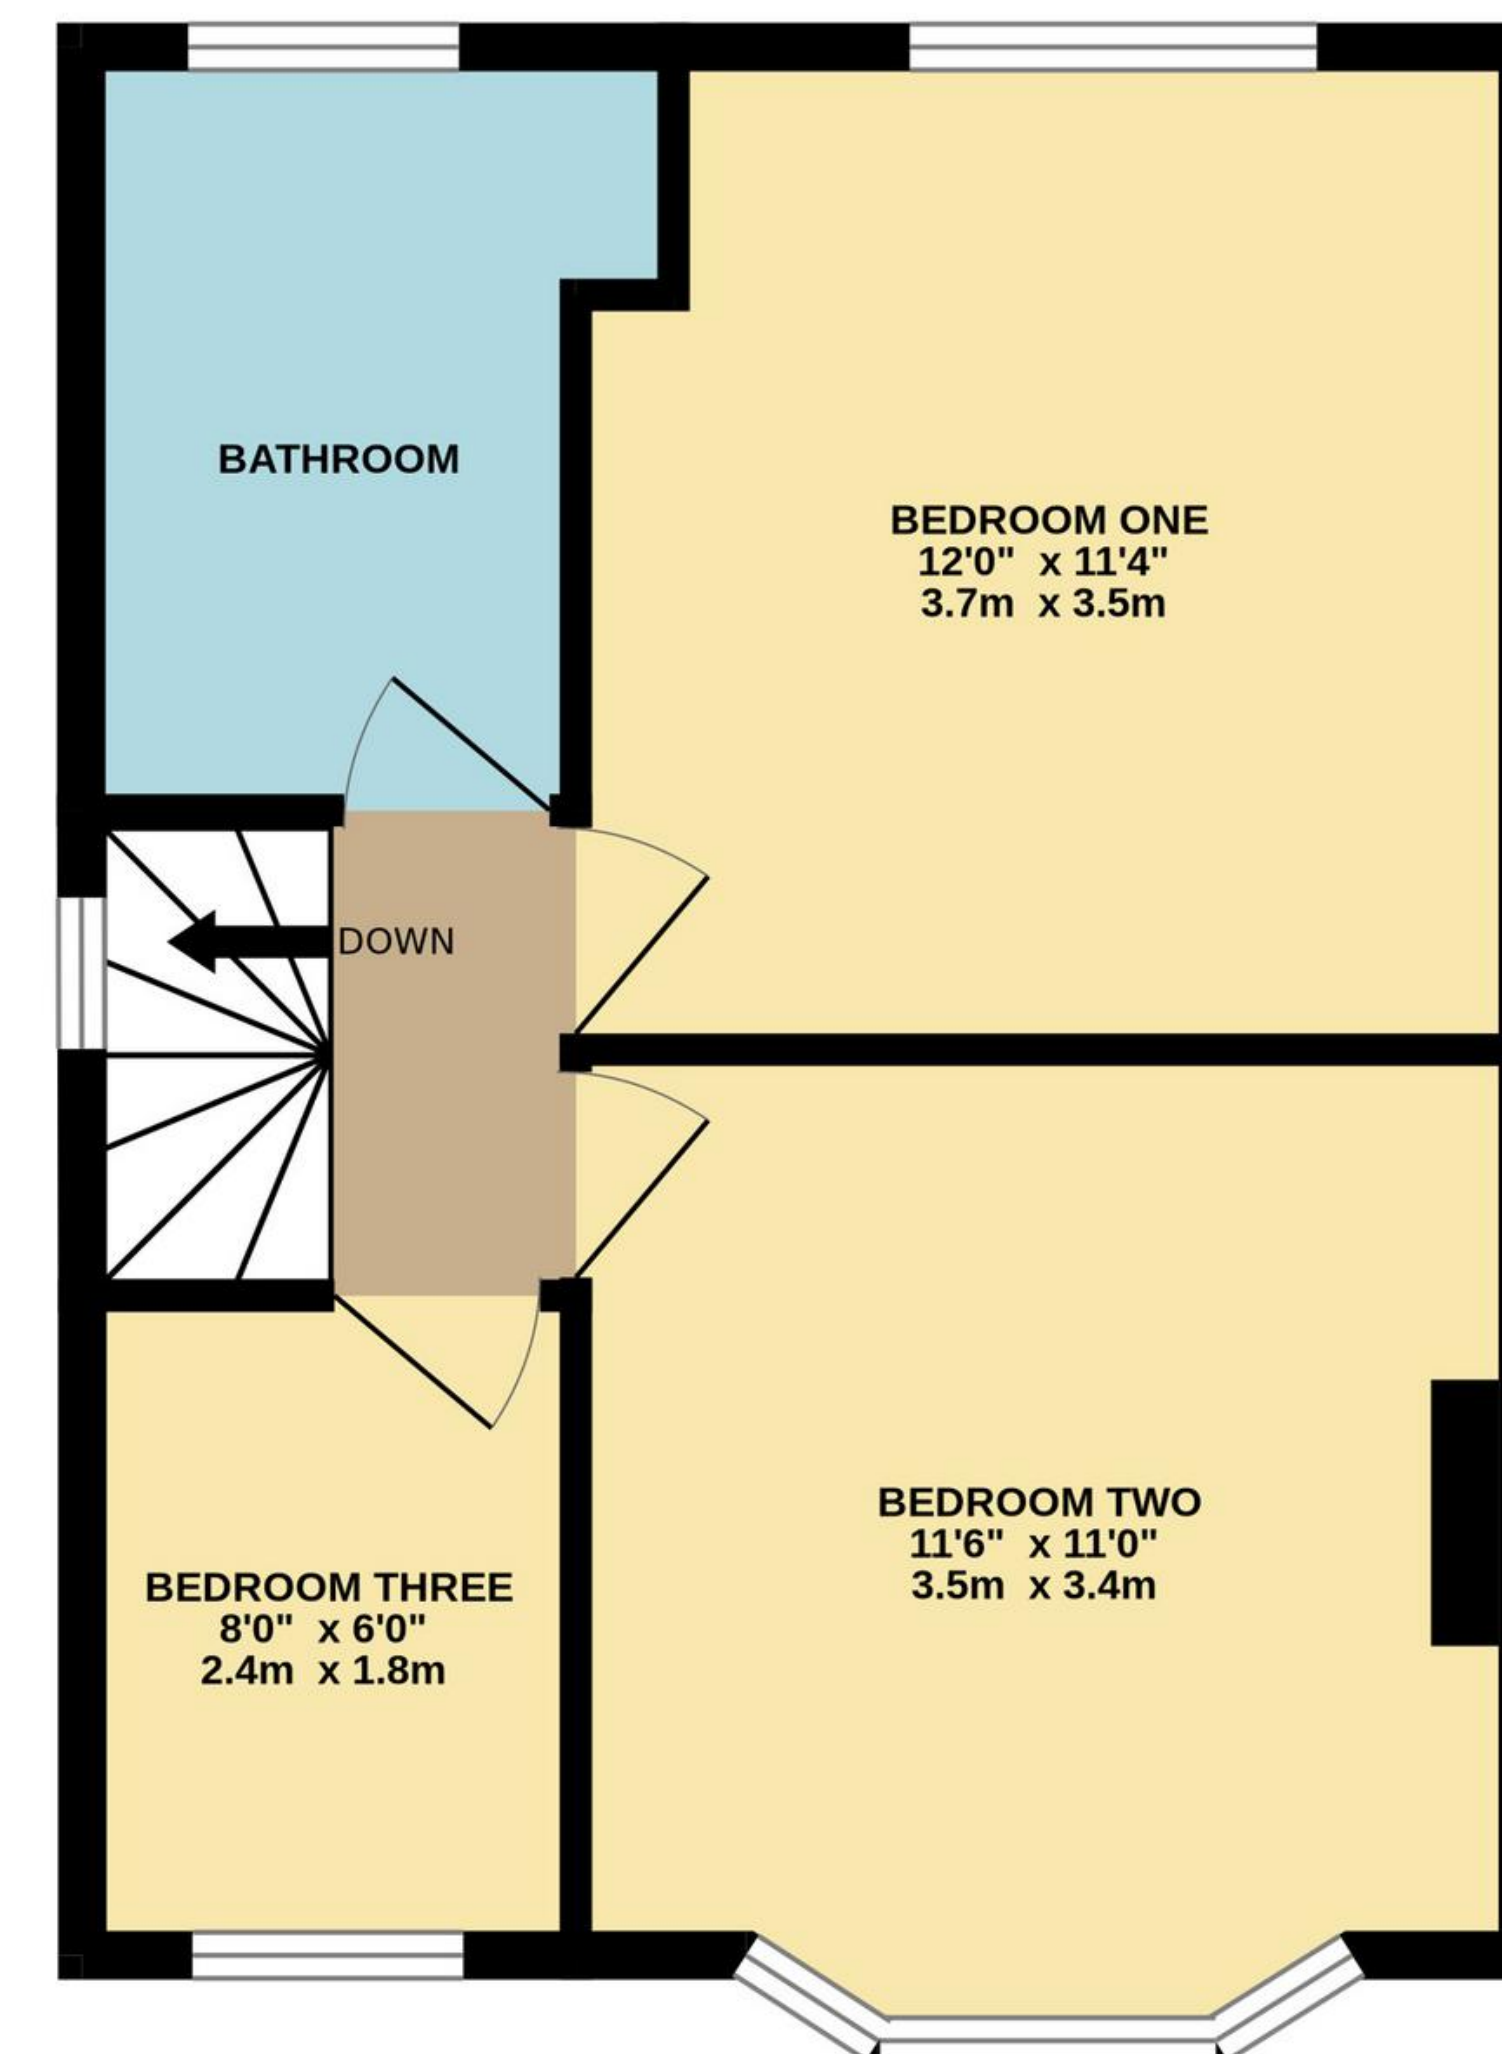 BATHROOM
BEDROOM ONE
12'0" x 11'4"
3.7m x 3.5m
DOWN
BEDROOM TWO
11'6" x 11'0"
3.5m x 3.4m
BEDROOM THREE
8'0" x 6'0"
2.4m x 1.8m